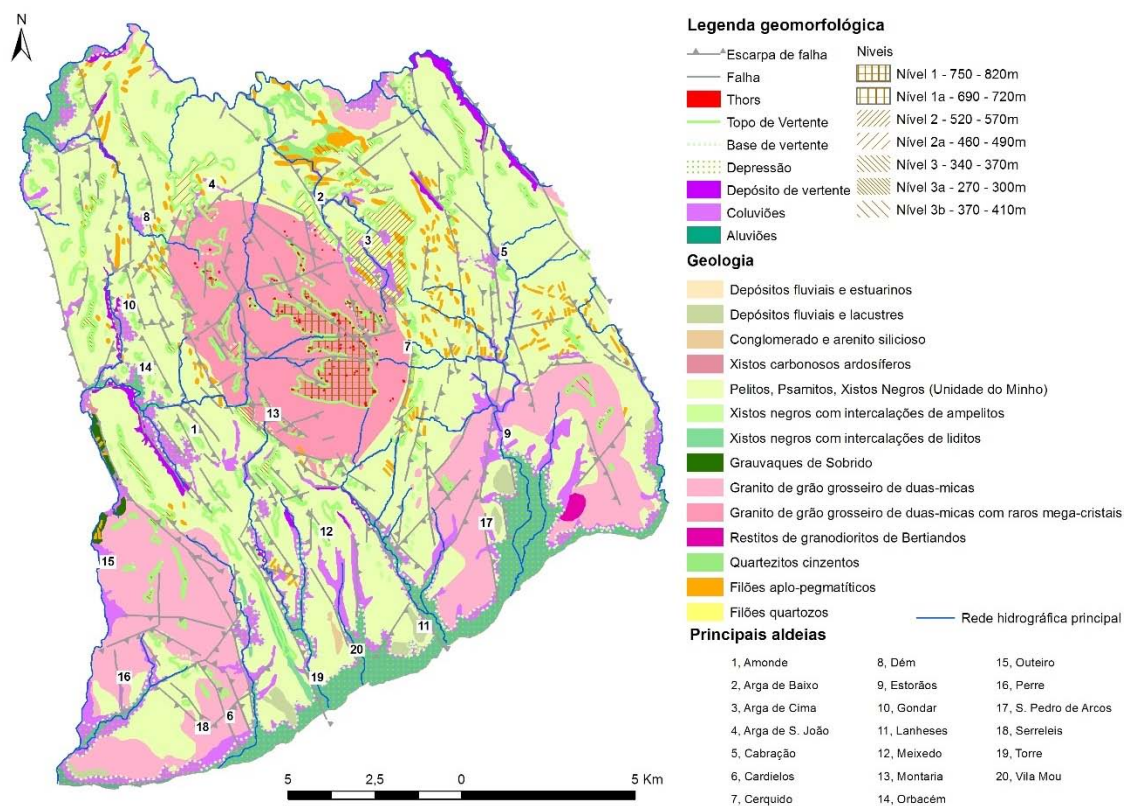 N
Legenda geomorfológica
Escarpa de falha
Falha
Thors
Topo de Vertente
Base de vertente
Depressão
Depósito de vertente
Coluviões
Aluviões
Niveis
Nível 1 - 750 - 820m
Nível 1a - 690 - 720m
Nível 2 - 520 - 570m
Nível 2a - 460 - 490m
Nível 3 - 340 - 370m
Nível 3a - 270 - 300m
Nível 3b - 370 - 410m
Geologia
Depósitos fluviais e estuarinos
Depósitos fluviais e lacustres
Conglomerado e arenito silicioso
Xistos carbonosos ardosíferos
Pelitos, Psamitos, Xistos Negros (Unidade do Minho)
Xistos negros com intercalações de ampelitos
Xistos negros com intercalações de liditos
Grauvaques de Sobrido
Granito de grão grosseiro de duas-micas
Granito de grão grosseiro de duas-micas com raros mega-cristais
Restitos de granodioritos de Bertiandos
Quartezitos cinzentos
Filões aplo-pegmatíticos
Filões quartozos
Rede hidrográfica principal
Principais aldeias
1, Amonde
2, Arga de Baixo
3, Arga de Cima
4, Arga de S. João
5, Cabração
6, Cardielos
7, Cerquido
8, Dém
9, Estorãos
10, Gondar
11, Lanheses
12, Meixedo
13, Montaria
14, Orbacém
15, Outeiro
16, Perre
17, S. Pedro de Arcos
18, Serreleis
19, Torre
20, Vila Mou
4
2
8
3
5
10
7
14
13
1
9
17
12
15
11
20
19
16
6
18
5 2,5 0 5 Km